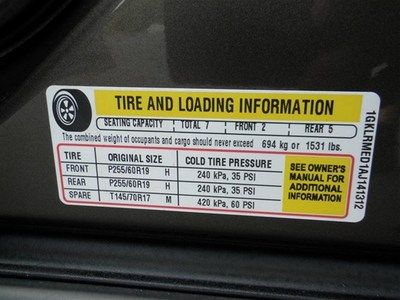 TIRE AND LOADING INFORMATION
SEATING CAPACITY | TOTAL 7 | FRONT 2 | REAR 5
The combined weight of occupants and cargo should never exceed 694 kg or 1531 lbs.
TIRE ORIGINAL SIZE COLD TIRE PRESSURE
FRONT P255/60R19 H 240 kPa, 35 PSI
REAR P255/60R19 H 240 kPa, 35 PSI
SPARE T145/70R17 M 420 kPa, 60 PSI
SEE OWNER'S
MANUAL FOR
ADDITIONAL
INFORMATION
1GKLRMED7AJ141312